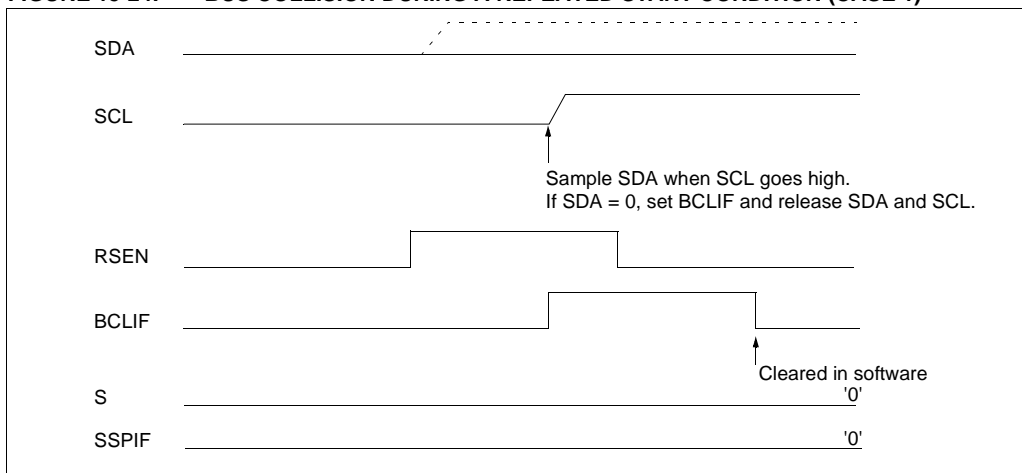 SDA
SCL
Sample SDA when SCL goes high.
If SDA = 0, set BCLIF and release SDA and SCL.
RSEN
BCLIF
Cleared in software
S
'0'
SSPIF
'0'